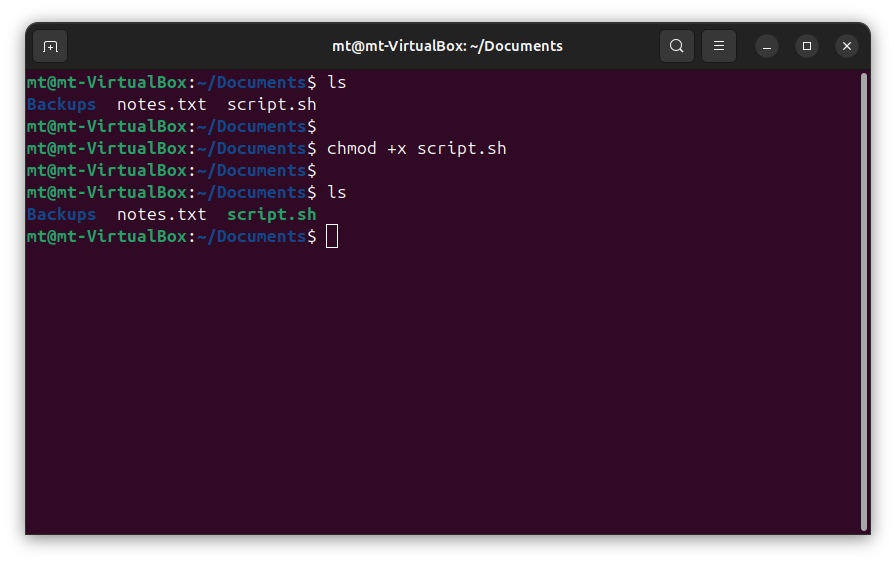 mt@mt-VirtualBox: ~/Documents
mt@mt-VirtualBox:~/Documents$ ls
Backups  notes.txt  script.sh
mt@mt-VirtualBox:~/Documents$
mt@mt-VirtualBox:~/Documents$ chmod +x script.sh
mt@mt-VirtualBox:~/Documents$
mt@mt-VirtualBox:~/Documents$ ls
Backups  notes.txt  script.sh
mt@mt-VirtualBox:~/Documents$